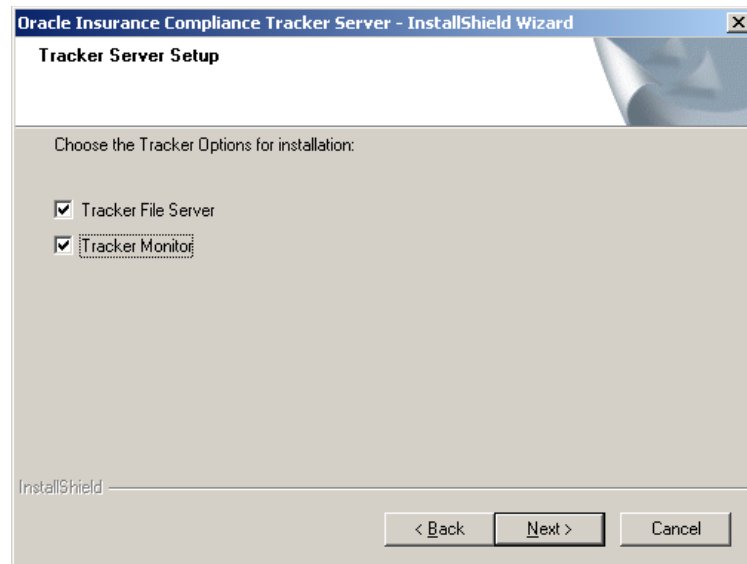 Oracle Insurance Compliance Tracker Server - InstallShield Wizard
Tracker Server Setup
Choose the Tracker Options for installation:
Tracker File Server
Tracker Monitor
InstallShield
< Back Next > Cancel